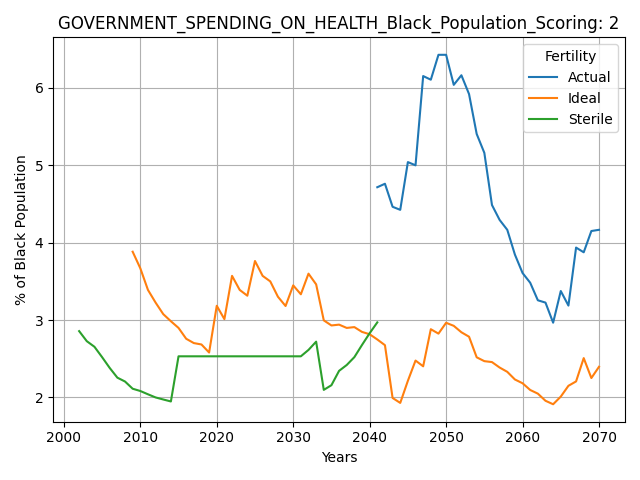 GOVERNMENT_SPENDING_ON_HEALTH_Black_Population_Scoring: 2
Fertility
Actual
Ideal
Sterile
% of Black Population
6
5
4
3
2
2000 2010 2020 2030 2040 2050 2060 2070
Years